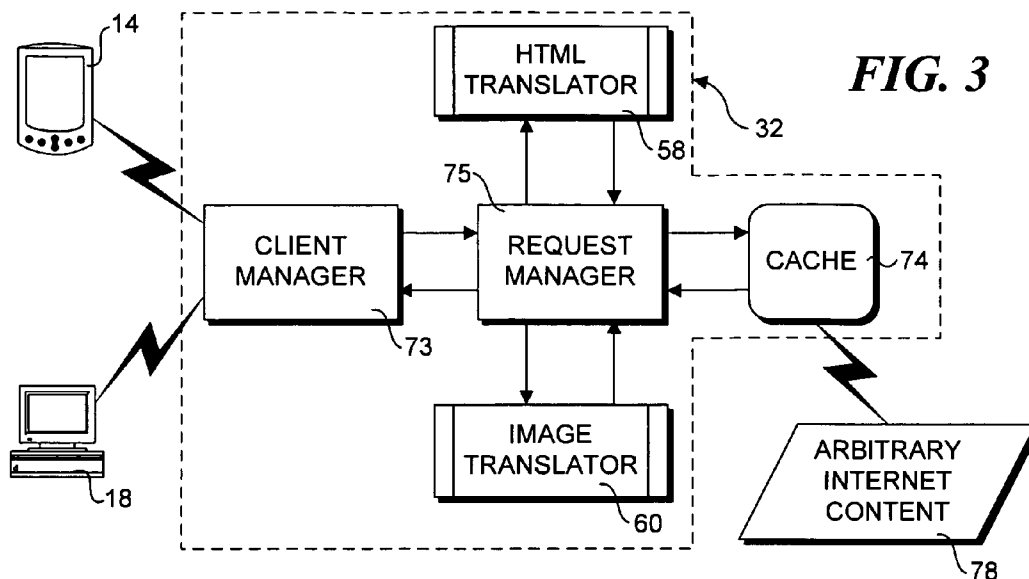 14
HTML
TRANSLATOR
FIG. 3
32
58
75
CLIENT
MANAGER
REQUEST
MANAGER
CACHE
74
73
18
IMAGE
TRANSLATOR
60
ARBITRARY
INTERNET
CONTENT
78